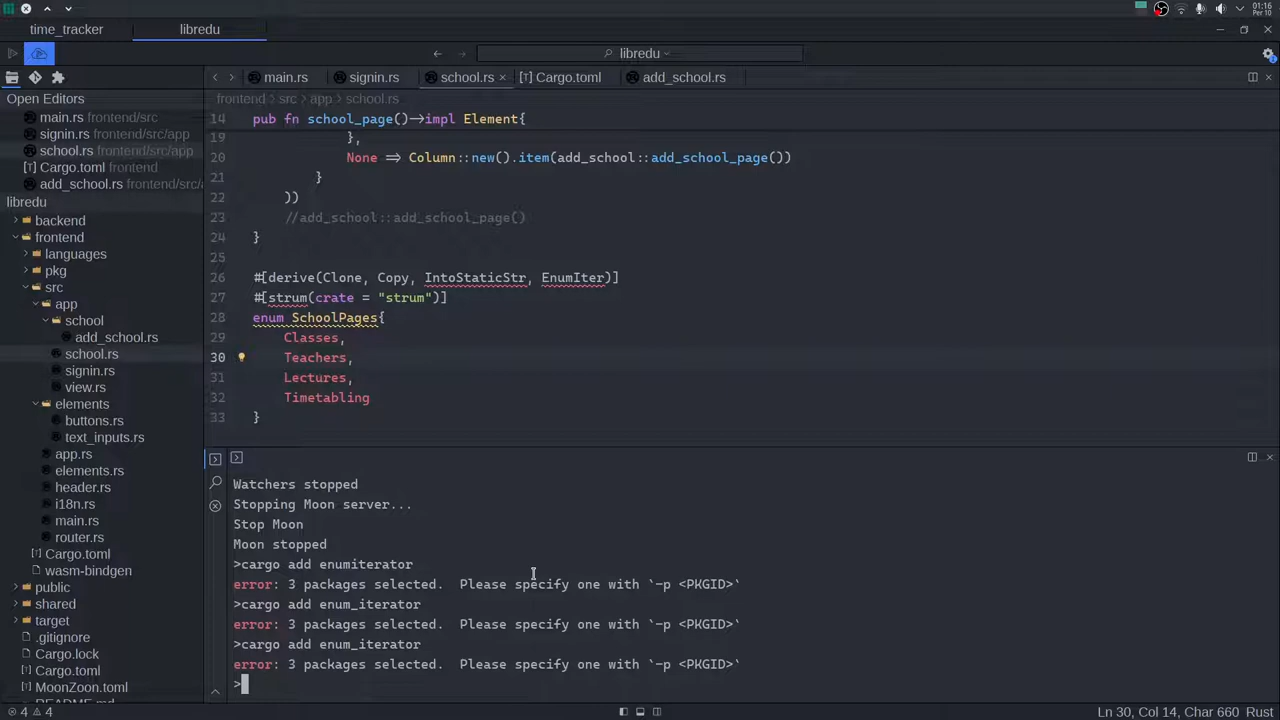 01:16
Per 10
time_tracker
libredu
libredu
main.rs
signin.rs
school.rs
Cargo.toml
add_school.rs
Open Editors
main.rs frontend/src
signin.rs frontend/src/app
school.rs frontend/src/app
Cargo.toml frontend
add_school.rs frontend/src/a
libredu
backend
frontend
languages
pkg
src
app
school
add_school.rs
school.rs
signin.rs
view.rs
elements
buttons.rs
text_inputs.rs
app.rs
elements.rs
header.rs
i18n.rs
main.rs
router.rs
Cargo.toml
wasm-bindgen
public
shared
target
.gitignore
Cargo.lock
Cargo.toml
MoonZoon.toml
README.md
frontend › src › app › school.rs
14 pub fn school_page()->impl Element{
19 },
20 None => Column::new().item(add_school::add_school_page())
21 }
22 ))
23 //add_school::add_school_page()
24 }
25
26 #[derive(Clone, Copy, IntoStaticStr, EnumIter)]
27 #[strum(crate = "strum")]
28 enum SchoolPages{
29 Classes,
30 Teachers,
31 Lectures,
32 Timetabling
33 }
Watchers stopped
Stopping Moon server...
Stop Moon
Moon stopped
>cargo add enumiterator
error: 3 packages selected. Please specify one with `-p <PKGID>`
>cargo add enum_iterator
error: 3 packages selected. Please specify one with `-p <PKGID>`
>cargo add enum_iterator
error: 3 packages selected. Please specify one with `-p <PKGID>`
>
4 4
Ln 30, Col 14, Char 660 Rust